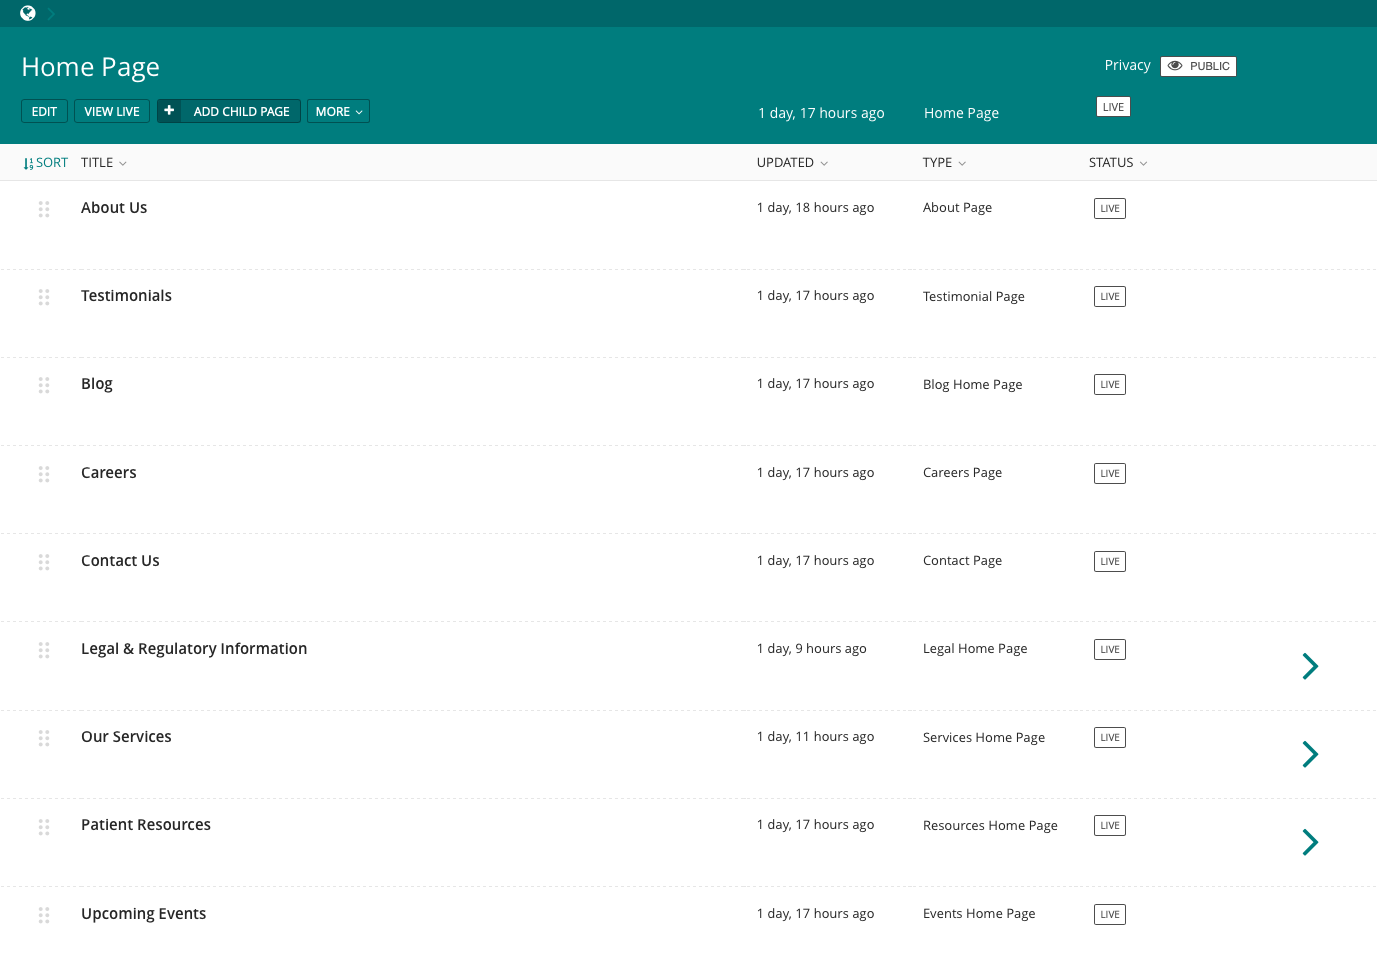 Home Page
Privacy PUBLIC
EDIT VIEW LIVE ADD CHILD PAGE MORE 1 day, 17 hours ago Home Page LIVE
SORT TITLE UPDATED TYPE STATUS
About Us 1 day, 18 hours ago About Page LIVE
Testimonials 1 day, 17 hours ago Testimonial Page LIVE
Blog 1 day, 17 hours ago Blog Home Page LIVE
Careers 1 day, 17 hours ago Careers Page LIVE
Contact Us 1 day, 17 hours ago Contact Page LIVE
Legal & Regulatory Information 1 day, 9 hours ago Legal Home Page LIVE
Our Services 1 day, 11 hours ago Services Home Page LIVE
Patient Resources 1 day, 17 hours ago Resources Home Page LIVE
Upcoming Events 1 day, 17 hours ago Events Home Page LIVE